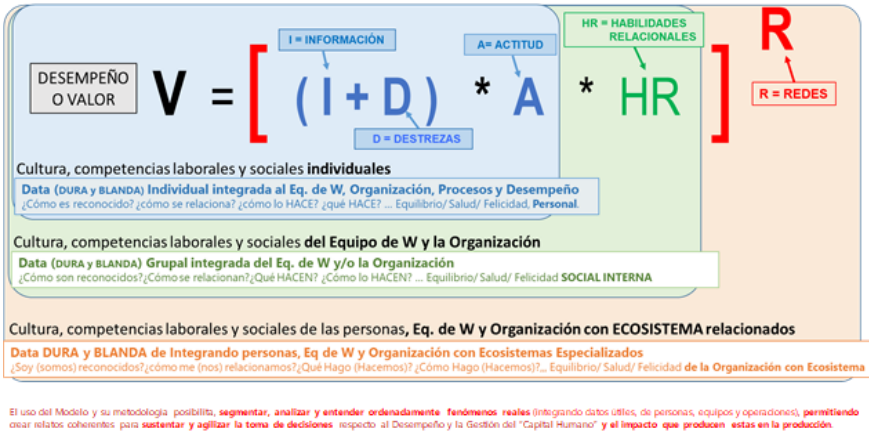 HR = HABILIDADES
RELACIONALES
R
I = INFORMACIÓN
A= ACTITUD
DESEMPEÑO
O VALOR
V = [ ( I + D ) * A * HR ]
R = REDES
D = DESTREZAS
Cultura, competencias laborales y sociales individuales
Data (DURA y BLANDA) Individual integrada al Eq. de W, Organización, Procesos y Desempeño
¿Cómo es reconocido? ¿cómo se relaciona? ¿cómo lo HACE? ¿qué HACE? ... Equilibrio/ Salud/ Felicidad, Personal.
Cultura, competencias laborales y sociales del Equipo de W y la Organización
Data (DURA y BLANDA) Grupal integrada del Eq. de W y/o la Organización
¿Cómo son reconocidos?¿Cómo se relacionan?¿Qué HACEN? ¿Cómo lo HACEN? ... Equilibrio/ Salud/ Felicidad SOCIAL INTERNA
Cultura, competencias laborales y sociales de las personas, Eq. de W y Organización con ECOSISTEMA relacionados
Data DURA y BLANDA de Integrando personas, Eq de W y Organización con Ecosistemas Especializados
¿Soy (somos) reconocidos?¿cómo me (nos) relacionamos?¿Qué Hago (Hacemos)? ¿Cómo Hago (Hacemos)?,.. Equilibrio/ Salud/ Felicidad de la Organización con Ecosistema
El uso del Modelo y su metodología posibilita, segmentar, analizar y entender ordenadamente fenómenos reales (integrando datos útiles, de personas, equipos y operaciones), permitiendo
crear relatos coherentes para sustentar y agilizar la toma de decisiones respecto al Desempeño y la Gestión del "Capital Humano" y el impacto que producen estas en la producción.